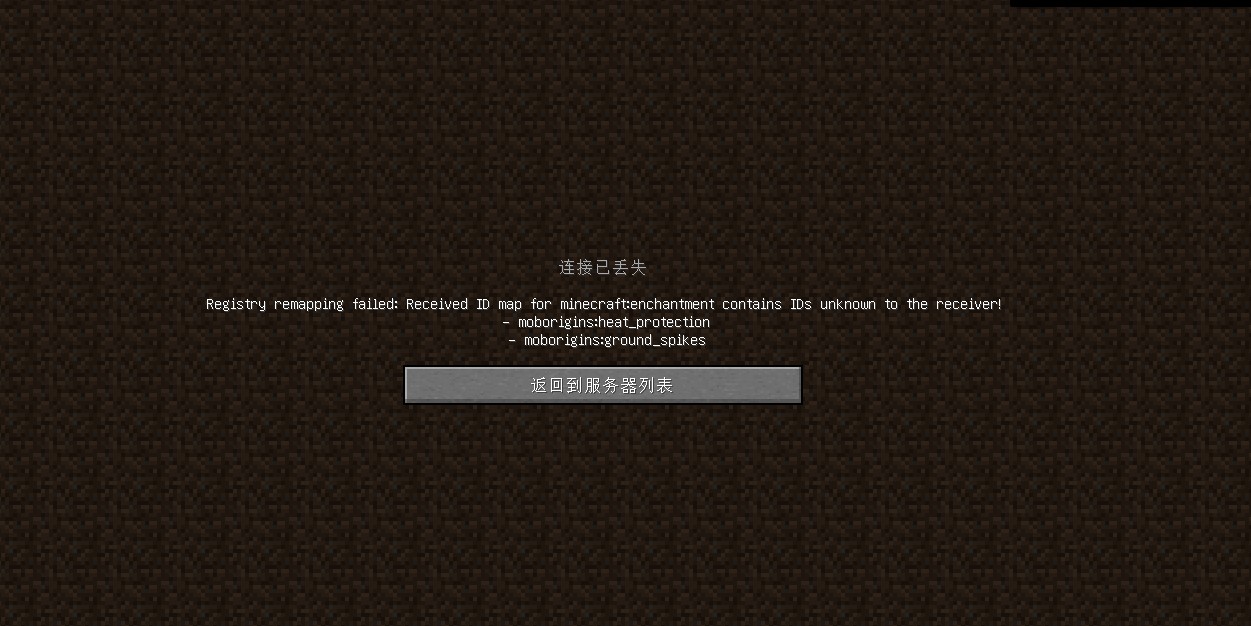 连接已丢失
Registry remapping failed: Received ID map for minecraft:enchantment contains IDs unknown to the receiver!
- moborigins:heat_protection
- moborigins:ground_spikes
返回到服务器列表